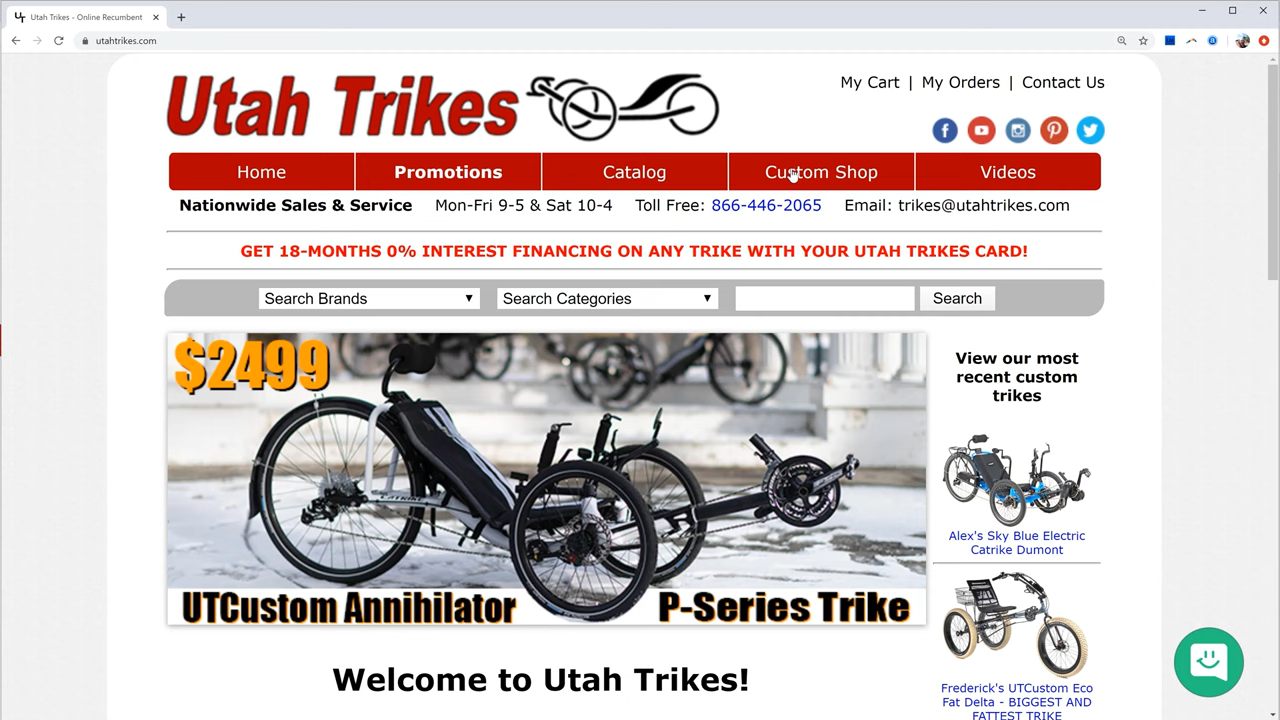 Utah Trikes - Online Recumbent
utahtrikes.com
Utah Trikes
My Cart | My Orders | Contact Us
Home Promotions Catalog Custom Shop Videos
Nationwide Sales & Service Mon-Fri 9-5 & Sat 10-4 Toll Free: 866-446-2065 Email: trikes@utahtrikes.com
GET 18-MONTHS 0% INTEREST FINANCING ON ANY TRIKE WITH YOUR UTAH TRIKES CARD!
Search Brands Search Categories Search
$2499
CATRIKE
UTCustom Annihilator P-Series Trike
View our most
recent custom
trikes
Alex's Sky Blue Electric
Catrike Dumont
Frederick's UTCustom Eco
Fat Delta - BIGGEST AND
FATTEST TRIKE
Welcome to Utah Trikes!